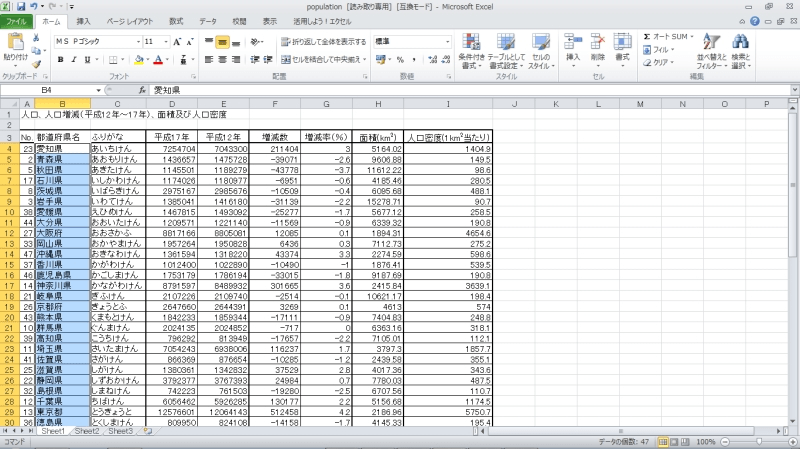 population [読み取り専用] [互換モード] - Microsoft Excel
ファイル ホーム 挿入 ページ レイアウト 数式 データ 校閲 表示 活用しよう！エクセル
ＭＳ Ｐゴシック 11 折り返して全体を表示する 標準 Σ オート SUM
貼り付け B I U セルを結合して中央揃え % , 条件付き書式 テーブルとして書式設定 セルのスタイル 挿入 削除 書式 フィル クリア 並べ替えとフィルター 検索と選択
クリップボード フォント 配置 数値 スタイル セル 編集
B4 fx 愛知県
A B C D E F G H I J K L M N O P
1 人口、人口増減(平成12年～17年)、面積及び人口密度
2
3 No. 都道府県名 ふりがな 平成17年 平成12年 増減数 増減率(%) 面積(km²) 人口密度(1km²当たり)
4 23 愛知県 あいちけん 7254704 7043300 211404 3 5164.02 1404.9
5 2 青森県 あおもりけん 1436657 1475728 -39071 -2.6 9606.88 149.5
6 5 秋田県 あきたけん 1145501 1189279 -43778 -3.7 11612.22 98.6
7 17 石川県 いしかわけん 1174026 1180977 -6951 -0.6 4185.46 280.5
8 8 茨城県 いばらぎけん 2975167 2985676 -10509 -0.4 6095.68 488.1
9 3 岩手県 いわてけん 1385041 1416180 -31139 -2.2 15278.71 90.7
10 38 愛媛県 えひめけん 1467815 1493092 -25277 -1.7 5677.12 258.5
11 44 大分県 おおいたけん 1209571 1221140 -11569 -0.9 6339.32 190.8
12 27 大阪府 おおさかふ 8817166 8805081 12085 0.1 1894.31 4654.6
13 33 岡山県 おかやまけん 1957264 1950828 6436 0.3 7112.73 275.2
14 47 沖縄県 おきなわけん 1361594 1318220 43374 3.3 2274.59 598.6
15 37 香川県 かがわけん 1012400 1022890 -10490 -1 1876.41 539.5
16 46 鹿児島県 かごしまけん 1753179 1786194 -33015 -1.8 9187.69 190.8
17 14 神奈川県 かながわけん 8791597 8489932 301665 3.6 2415.84 3639.1
18 21 岐阜県 ぎふけん 2107226 2109740 -2514 -0.1 10621.17 198.4
19 26 京都府 きょうとふ 2647660 2644391 3269 0.1 4613 574
20 43 熊本県 くまもとけん 1842233 1859344 -17111 -0.9 7404.83 248.8
21 10 群馬県 ぐんまけん 2024135 2024852 -717 0 6363.16 318.1
22 39 高知県 こうちけん 796292 813949 -17657 -2.2 7105.01 112.1
23 11 埼玉県 さいたまけん 7054243 6938006 116237 1.7 3797.3 1857.7
24 41 佐賀県 さがけん 866369 876654 -10285 -1.2 2439.58 355.1
25 25 滋賀県 しがけん 1380361 1342832 37529 2.8 4017.36 343.6
26 22 静岡県 しずおかけん 3792377 3767393 24984 0.7 7780.03 487.5
27 32 島根県 しまねけん 742223 761503 -19280 -2.5 6707.56 110.7
28 12 千葉県 ちばけん 6056462 5926285 130177 2.2 5156.68 1174.5
29 13 東京都 とうきょうと 12576601 12064143 512458 4.2 2186.96 5750.7
30 36 徳島県 とくしまけん 809950 824108 -14158 -1.7 4145.33 195.4
Sheet1 Sheet2 Sheet3
コマンド データの個数: 47 100%